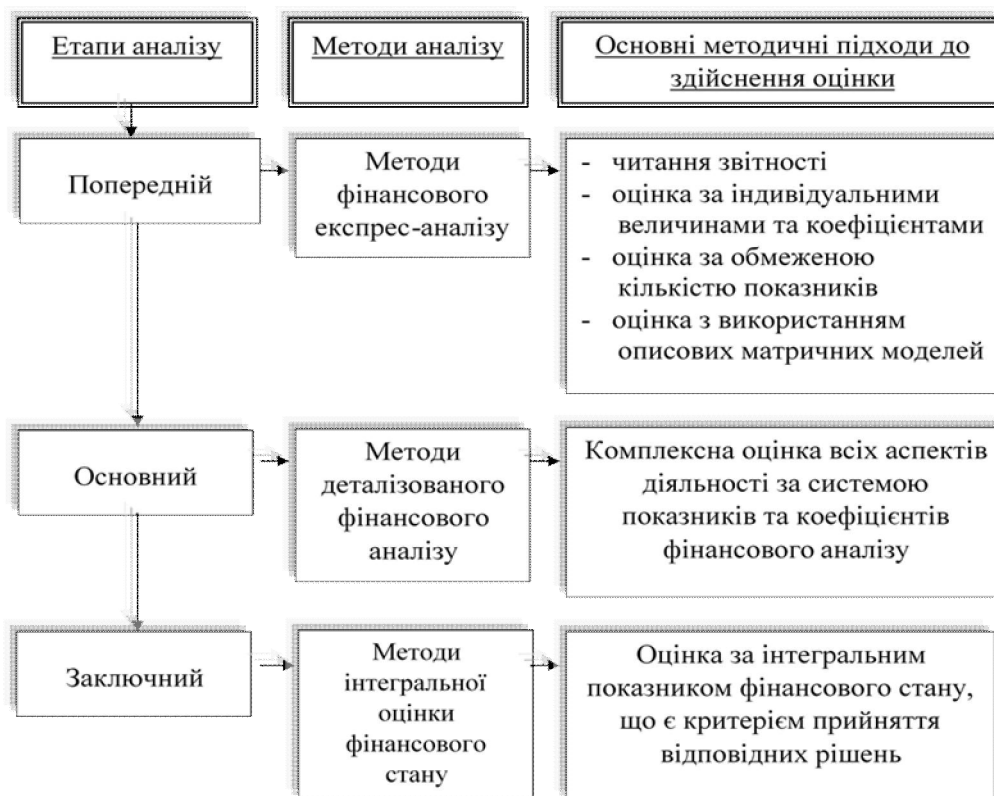 Етапи аналізу
Методи аналізу
Основні методичні підходи до
здійснення оцінки
Попередній
Методи
фінансового
експрес-аналізу
- читання звітності
- оцінка за індивідуальними
величинами та коефіцієнтами
- оцінка за обмеженою
кількістю показників
- оцінка з використанням
описових матричних моделей
Основний
Методи
деталізованого
фінансового
аналізу
Комплексна оцінка всіх аспектів
діяльності за системою
показників та коефіцієнтів
фінансового аналізу
Заключний
Методи
інтегральної
оцінки
фінансового
стану
Оцінка за інтегральним
показником фінансового стану,
що є критерієм прийняття
відповідних рішень